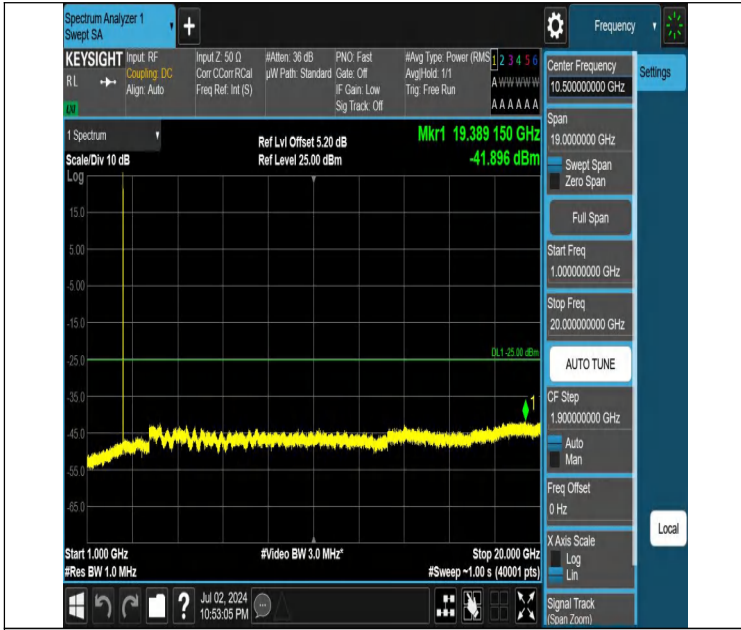 Spectrum Analyzer 1
Swept SA
+
Frequency
KEYSIGHT
RL
Input: RF
Coupling: DC
Align: Auto
Input Z: 50 Ω
Corr CCorr RCal
Freq Ref: Int (S)
#Atten: 36 dB
µW Path: Standard
PNO: Fast
Gate: Off
IF Gain: Low
Sig Track: Off
#Avg Type: Power (RMS
Avg|Hold: 1/1
Trig: Free Run
1 2 3 4 5 6
A W W W W W
A A A A A A
1 Spectrum
Scale/Div 10 dB
Ref Lvl Offset 5.20 dB
Ref Level 25.00 dBm
Mkr1 19.389 150 GHz
-41.896 dBm
Log
15.0
5.00
-5.00
-15.0
-25.0
-35.0
-45.0
-55.0
-65.0
DL1 -25.00 dBm
1
Start 1.000 GHz
#Res BW 1.0 MHz
#Video BW 3.0 MHz*
Stop 20.000 GHz
#Sweep ~1.00 s (40001 pts)
Center Frequency
10.500000000 GHz
Settings
Span
19.0000000 GHz
Swept Span
Zero Span
Full Span
Start Freq
1.000000000 GHz
Stop Freq
20.000000000 GHz
AUTO TUNE
CF Step
1.900000000 GHz
Auto
Man
Freq Offset
0 Hz
X Axis Scale
Log
Lin
Local
Signal Track
(Span Zoom)
?
Jul 02, 2024
10:53:05 PM